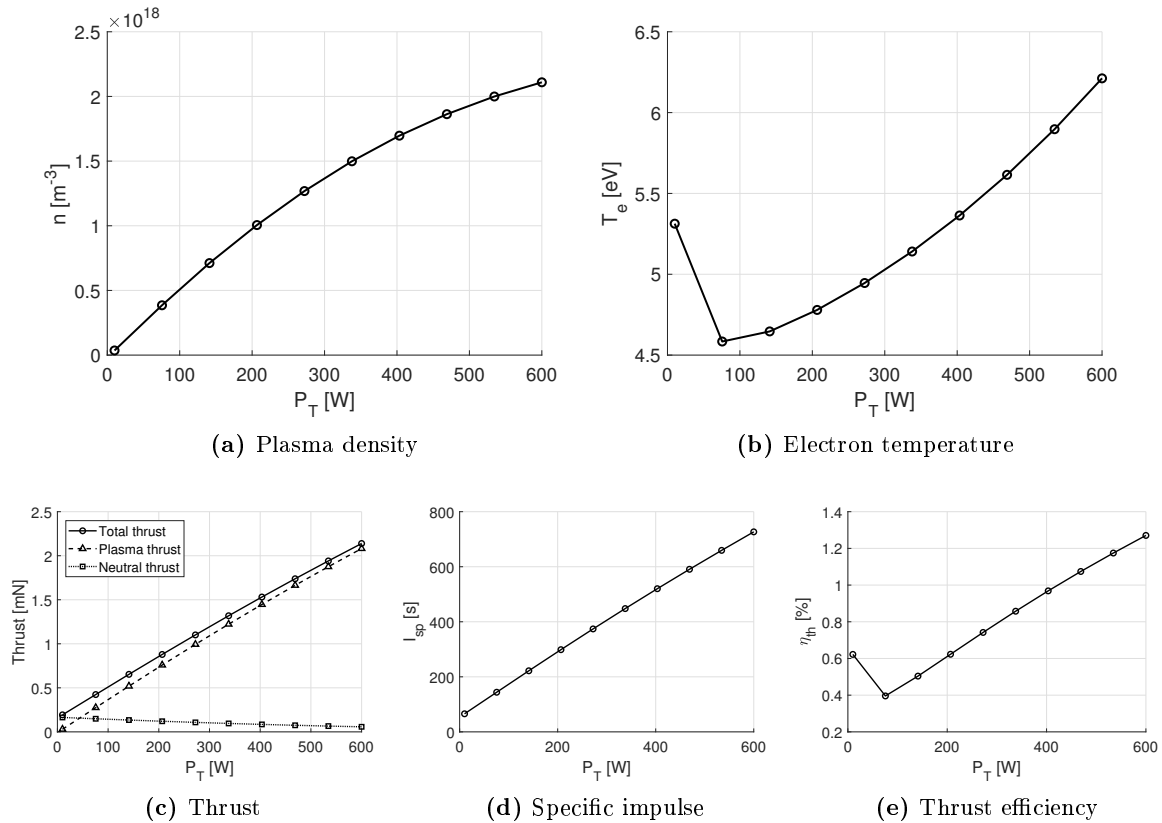 ×10^18
2.5
2
1.5
1
0.5
0
n [m^-3]
0 100 200 300 400 500 600
P_T [W]
(a) Plasma density
6.5
6
5.5
5
4.5
T_e [eV]
0 100 200 300 400 500 600
P_T [W]
(b) Electron temperature
2.5
2
1.5
1
0.5
0
Thrust [mN]
Total thrust
Plasma thrust
Neutral thrust
0 100 200 300 400 500 600
P_T [W]
(c) Thrust
800
600
400
200
0
I_sp [s]
0 200 400 600
P_T [W]
(d) Specific impulse
1.4
1.2
1
0.8
0.6
0.4
0.2
η_th [%]
0 200 400 600
P_T [W]
(e) Thrust efficiency